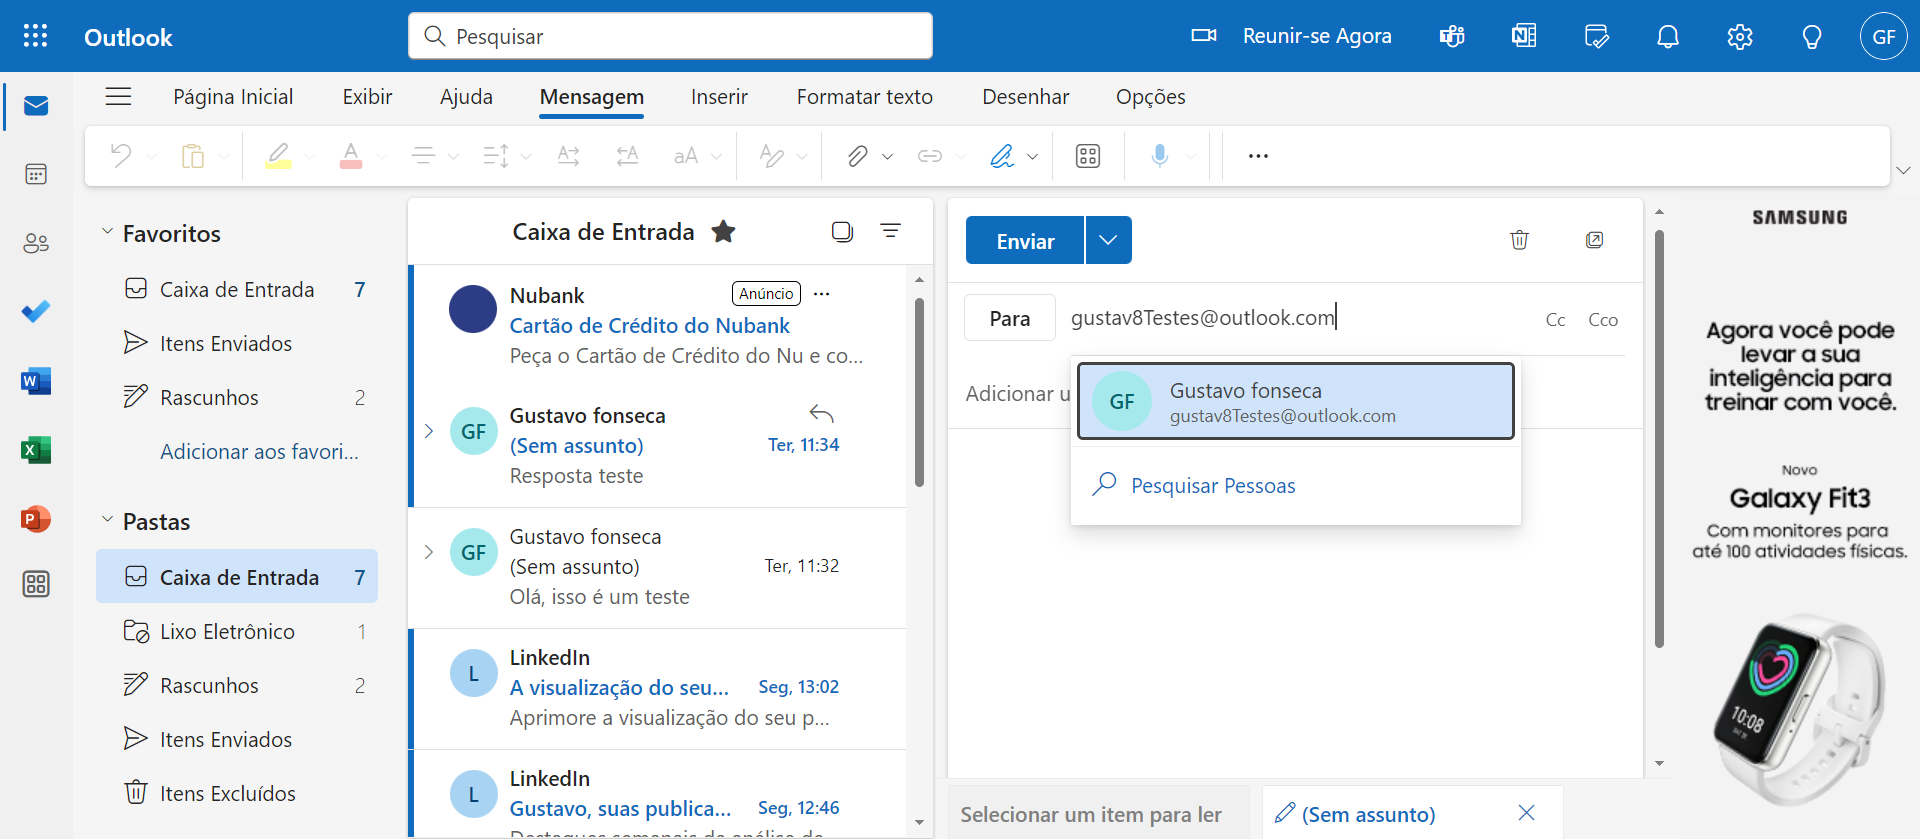 Outlook
Pesquisar
Reunir-se Agora
GF
Página Inicial
Exibir
Ajuda
Mensagem
Inserir
Formatar texto
Desenhar
Opções
Favoritos
Caixa de Entrada 7
Itens Enviados
Rascunhos 2
Adicionar aos favori...
Pastas
Caixa de Entrada 7
Lixo Eletrônico 1
Rascunhos 2
Itens Enviados
Itens Excluídos
Caixa de Entrada
Nubank
Anúncio
Cartão de Crédito do Nubank
Peça o Cartão de Crédito do Nu e co...
GF
Gustavo fonseca
(Sem assunto) Ter, 11:34
Resposta teste
GF
Gustavo fonseca
(Sem assunto) Ter, 11:32
Olá, isso é um teste
L
LinkedIn
A visualização do seu... Seg, 13:02
Aprimore a visualização do seu p...
L
LinkedIn
Gustavo, suas publica... Seg, 12:46
Destaques semanais da análise de
Enviar
Para gustav8Testes@outlook.com Cc Cco
Adicionar u
GF
Gustavo fonseca
gustav8Testes@outlook.com
Pesquisar Pessoas
Selecionar um item para ler
(Sem assunto)
SAMSUNG
Agora você pode
levar a sua
inteligência para
treinar com você.
Novo
Galaxy Fit3
Com monitores para
até 100 atividades físicas.
10:08